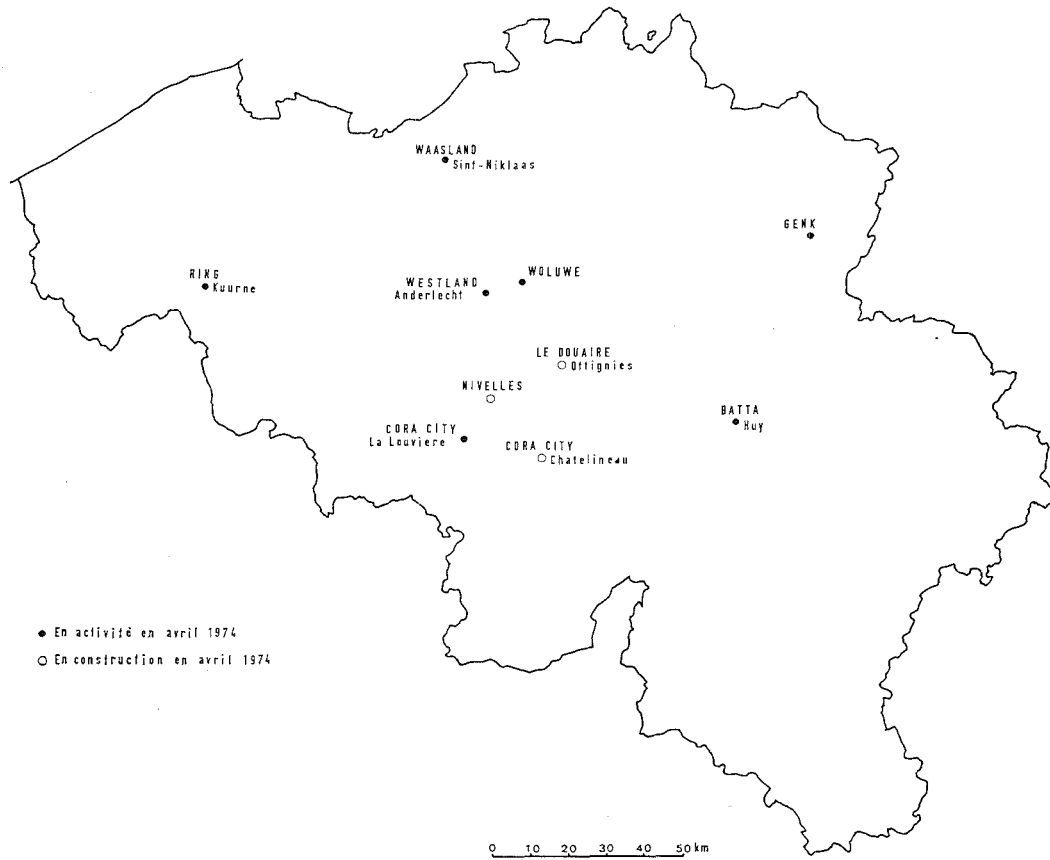 WAASLAND
Sint-Niklaas
GENK
RING
Kuurne
WOLUWE
WESTLAND
Anderlecht
LE DOUAIRE
Ottignies
NIVELLES
BATTA
Huy
CORA CITY
La Louviere
CORA CITY
Chatelineau
En activité en avril 1974
En construction en avril 1974
0 10 20 30 40 50 km